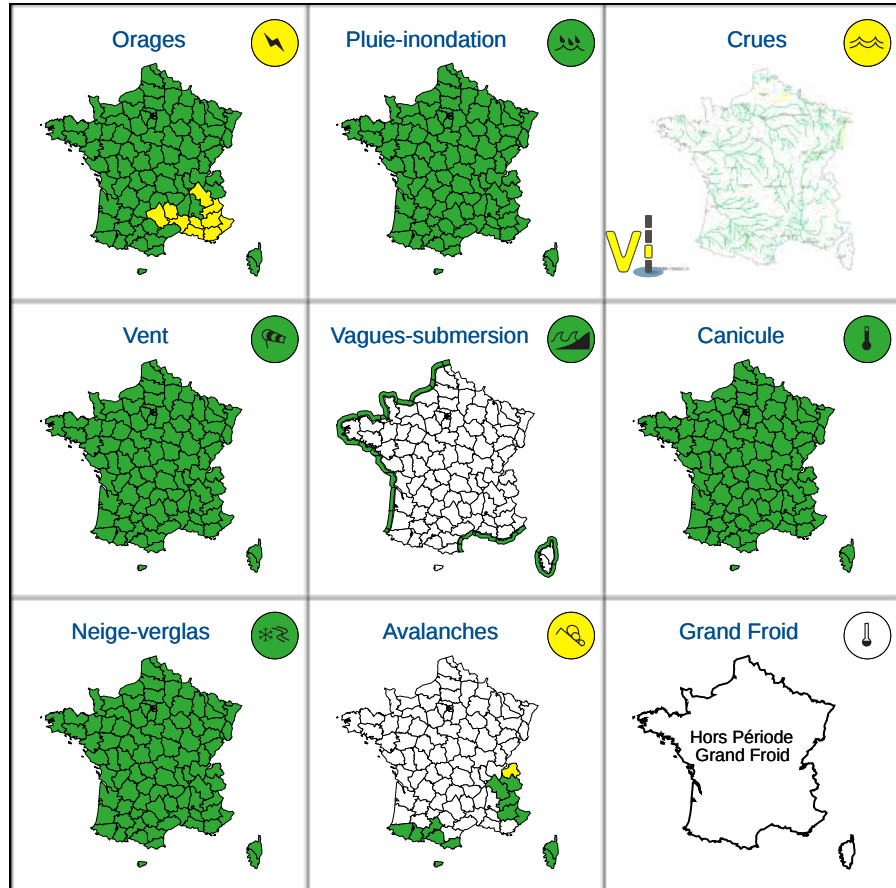 Orages
Pluie-inondation
Crues
V
Vent
Vagues-submersion
Canicule
Neige-verglas
Avalanches
Grand Froid
Hors Période
Grand Froid